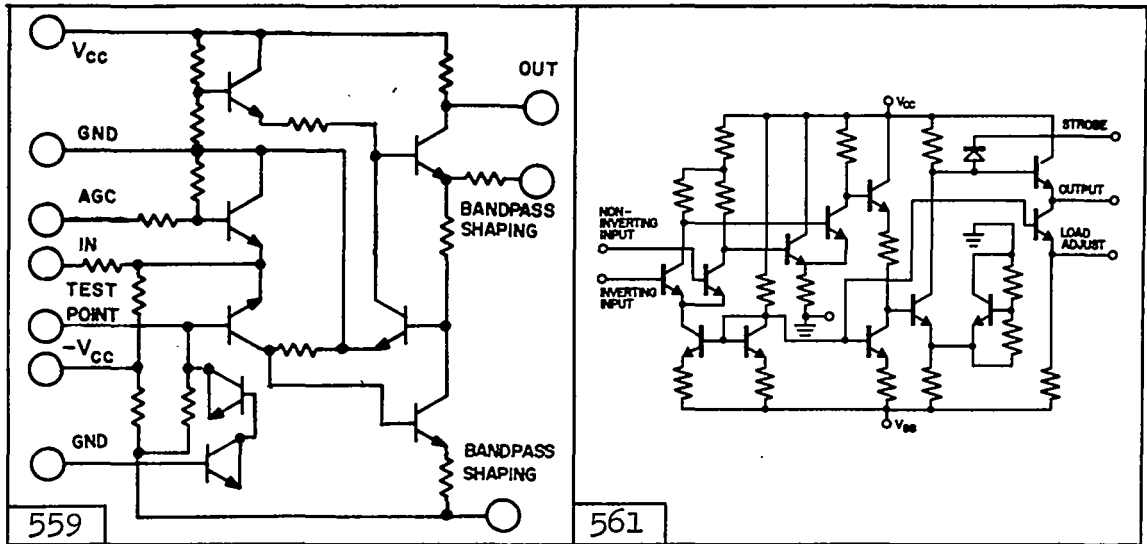 VCC
OUT
GND
AGC
BANDPASS
SHAPING
IN
TEST
POINT
-VCC
GND
BANDPASS
SHAPING
559
VCC
STROBE
OUTPUT
NON-
INVERTING
INPUT
LOAD
ADJUST
INVERTING
INPUT
VBB
561